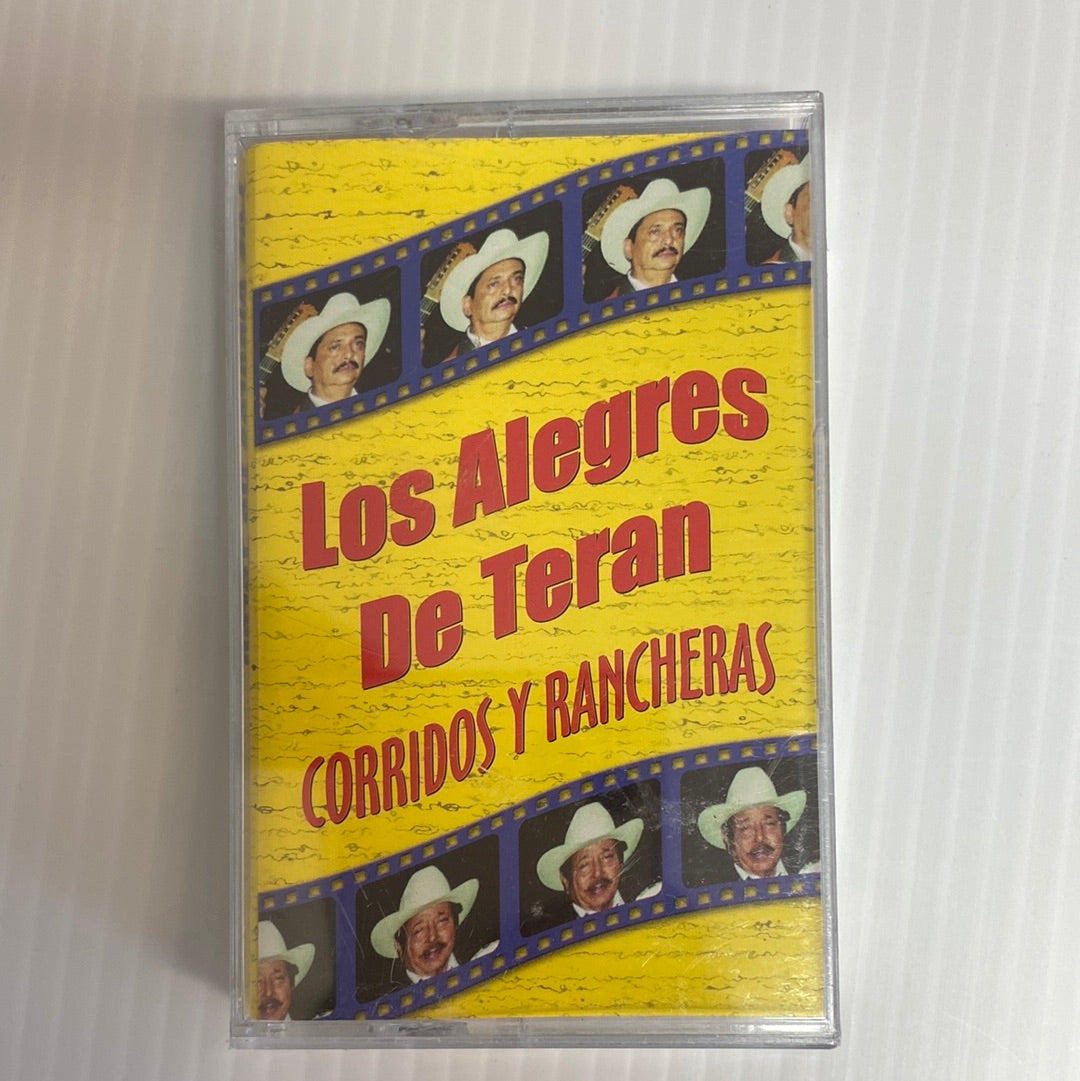 Los Alegres
De Teran
CORRIDOS Y RANCHERAS